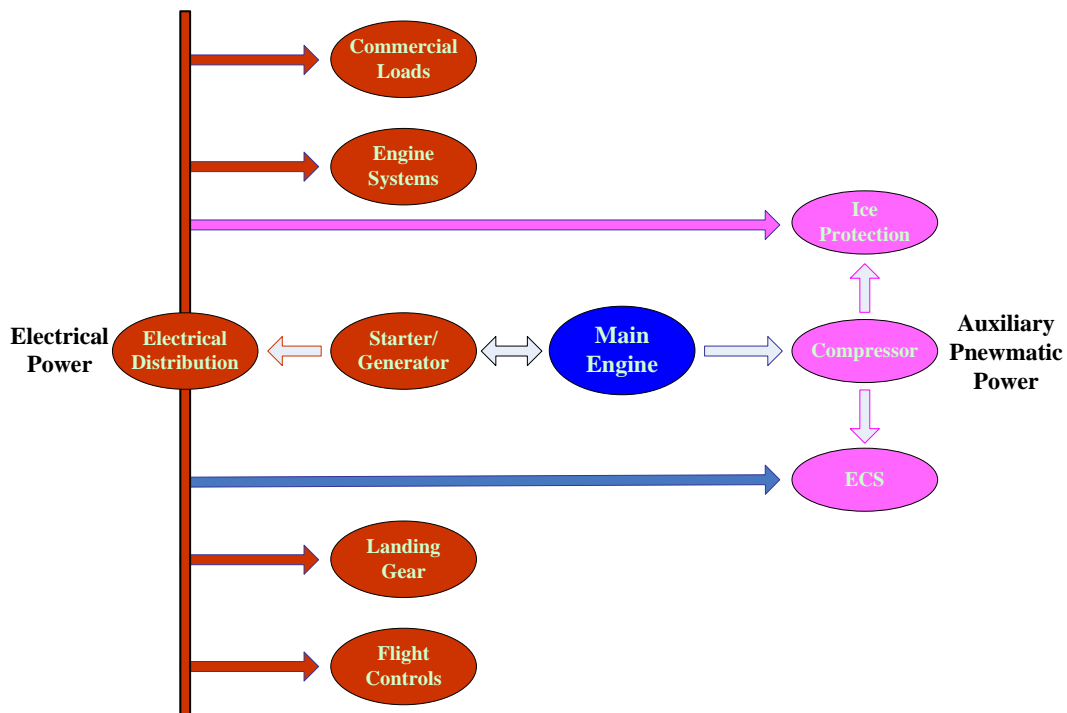 Commercial
Loads
Engine
Systems
Ice
Protection
Electrical
Power
Electrical
Distribution
Starter/
Generator
Main
Engine
Compressor
Auxiliary
Pnewmatic
Power
ECS
Landing
Gear
Flight
Controls